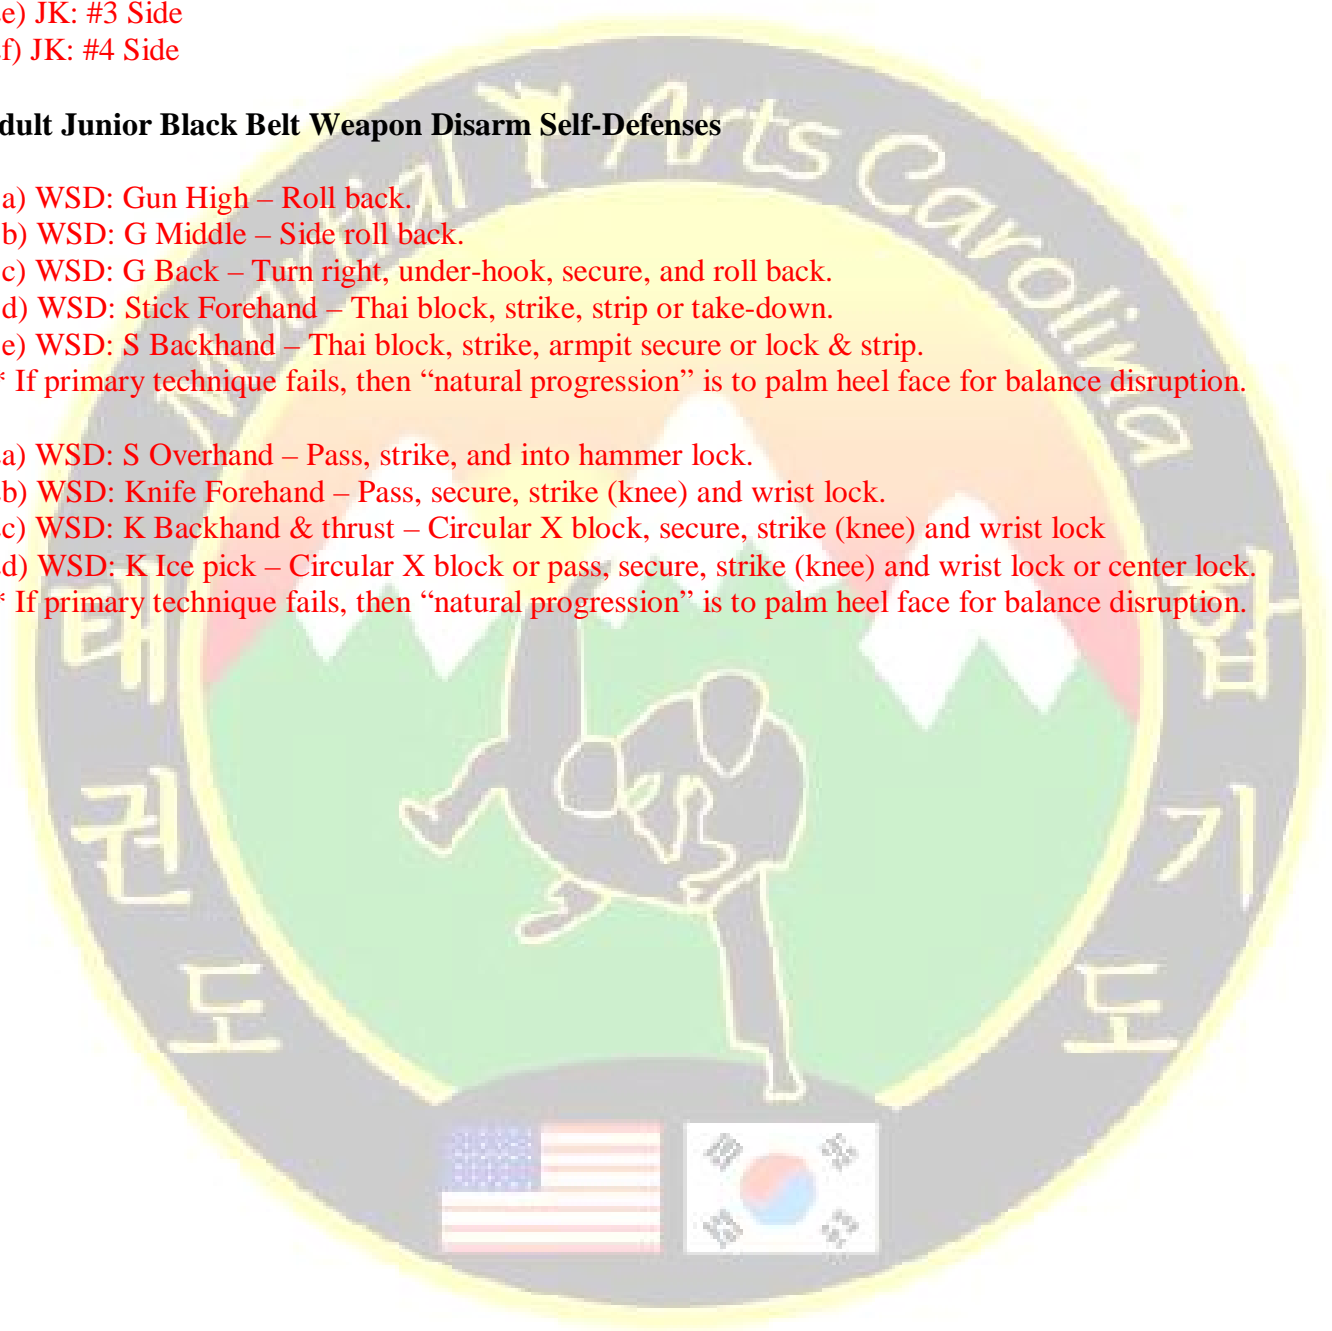 e) JK: #3 Side
f) JK: #4 Side
dult Junior Black Belt Weapon Disarm Self-Defenses
a) WSD: Gun High – Roll back.
b) WSD: G Middle – Side roll back.
c) WSD: G Back – Turn right, under-hook, secure, and roll back.
d) WSD: Stick Forehand – Thai block, strike, strip or take-down.
e) WSD: S Backhand – Thai block, strike, armpit secure or lock & strip.
* If primary technique fails, then “natural progression” is to palm heel face for balance disruption.
a) WSD: S Overhand – Pass, strike, and into hammer lock.
b) WSD: Knife Forehand – Pass, secure, strike (knee) and wrist lock.
c) WSD: K Backhand & thrust – Circular X block, secure, strike (knee) and wrist lock
d) WSD: K Ice pick – Circular X block or pass, secure, strike (knee) and wrist lock or center lock.
* If primary technique fails, then “natural progression” is to palm heel face for balance disruption.
Martial Arts Carolina
태권도
합기도